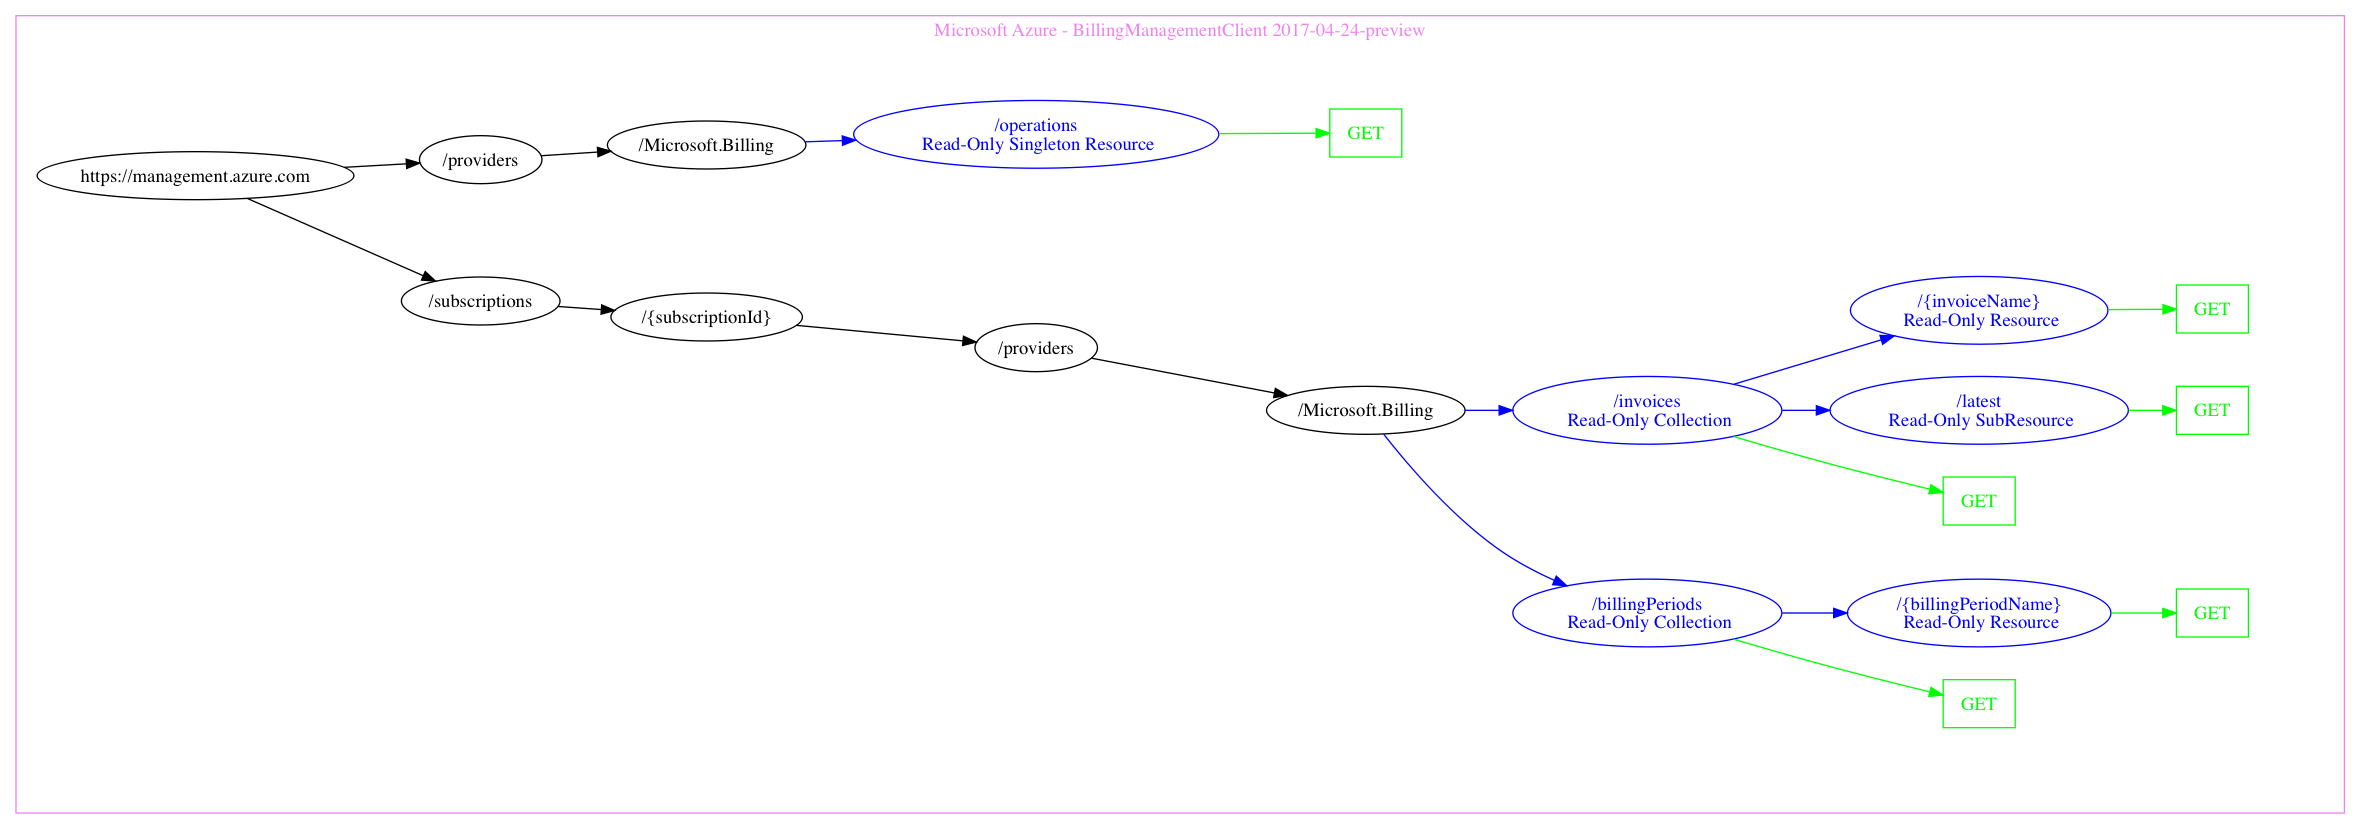 Microsoft Azure - BillingManagementClient 2017-04-24-preview
https://management.azure.com
/providers
/Microsoft.Billing
/operations
Read-Only Singleton Resource
GET
/subscriptions
/{subscriptionId}
/providers
/Microsoft.Billing
/invoices
Read-Only Collection
/{invoiceName}
Read-Only Resource
GET
/latest
Read-Only SubResource
GET
GET
/billingPeriods
Read-Only Collection
/{billingPeriodName}
Read-Only Resource
GET
GET